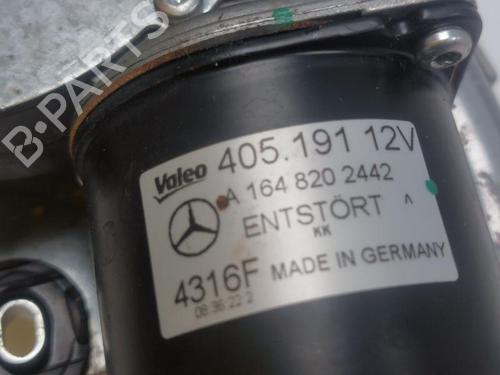 B-PARTS
Valeo 405.191 12V
A 164 820 2442
ENTSTÖRT ^
KK
4316F MADE IN GERMANY
08 36 22 2